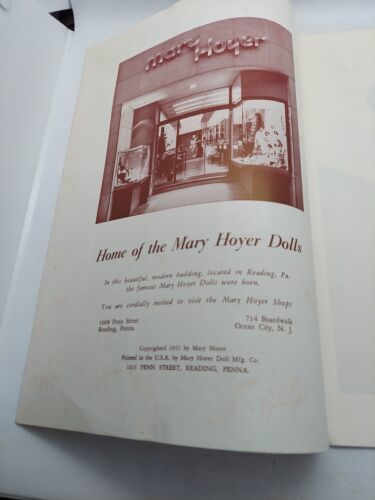 mary Hoyer
Home of the Mary Hoyer Dolls
In this beautiful, modern building, located in Reading, Pa.
the famous Mary Hoyer Dolls were born.
You are cordially invited to visit the Mary Hoyer Shops
1008 Penn Street
Reading, Penna.
714 Boardwalk
Ocean City, N. J.
Copyrighted 1951 by Mary Hoyer
Printed in the U.S.A. by Mary Hoyer Doll Mfg. Co.
1013 PENN STREET, READING, PENNA.